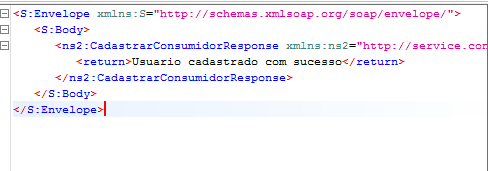 <S:Envelope xmlns:S="http://schemas.xmlsoap.org/soap/envelope/">
<S:Body>
<ns2:CadastrarConsumidorResponse xmlns:ns2="http://service.con
<return>Usuario cadastrado com sucesso</return>
</ns2:CadastrarConsumidorResponse>
</S:Body>
</S:Envelope>